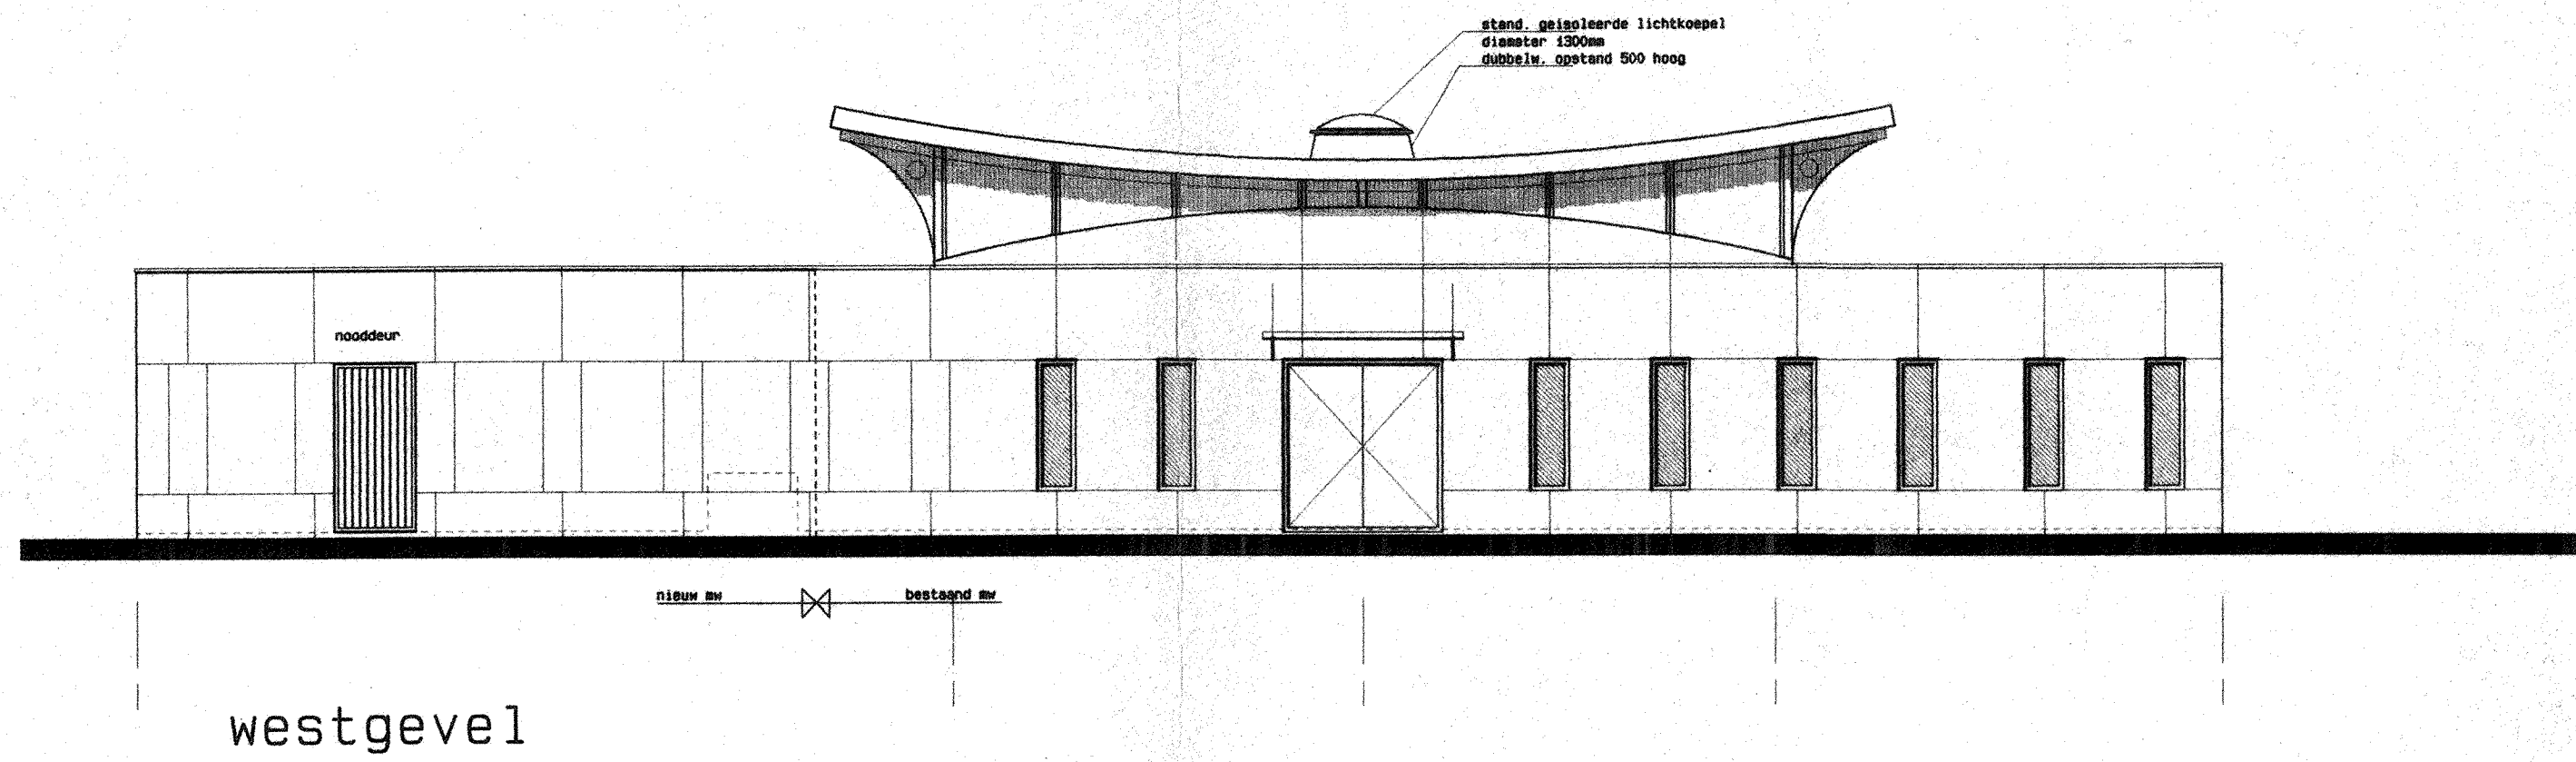 stand. geisoleerde lichtkoepel
diameter 1300mm
dubbelw. opstand 500 hoog
nooddeur
nieuw mw
bestaand mw
westgevel